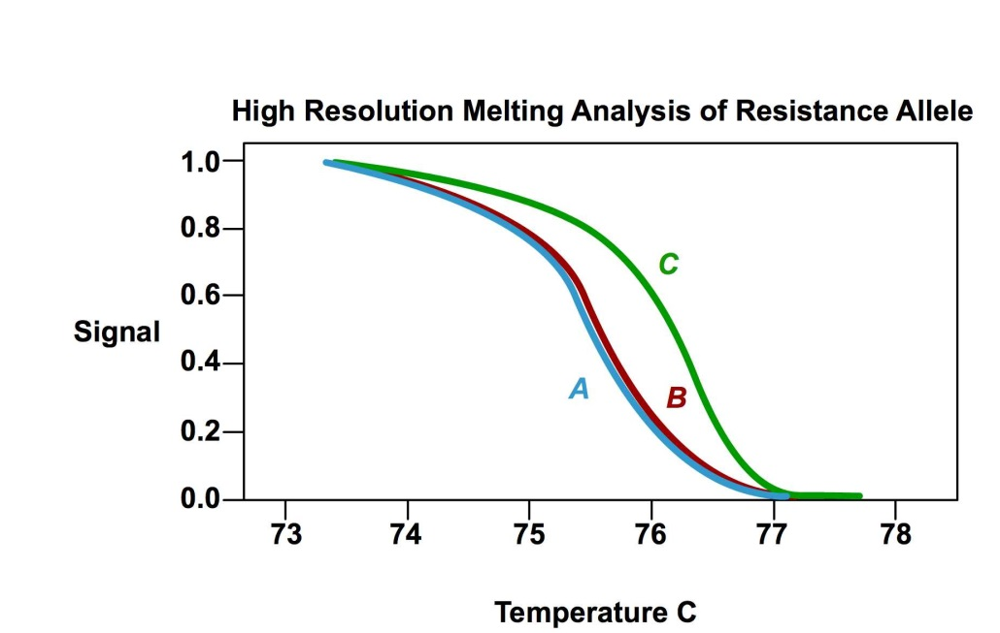 High Resolution Melting Analysis of Resistance Allele
1.0
0.8
0.6
0.4
0.2
0.0
Signal
A
B
C
73 74 75 76 77 78
Temperature C